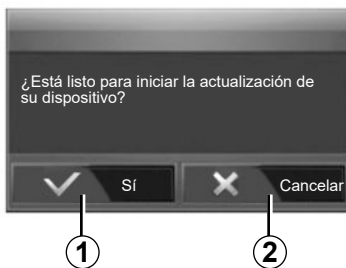 ¿Está listo para iniciar la actualización de
su dispositivo?
Sí
Cancelar
1
2